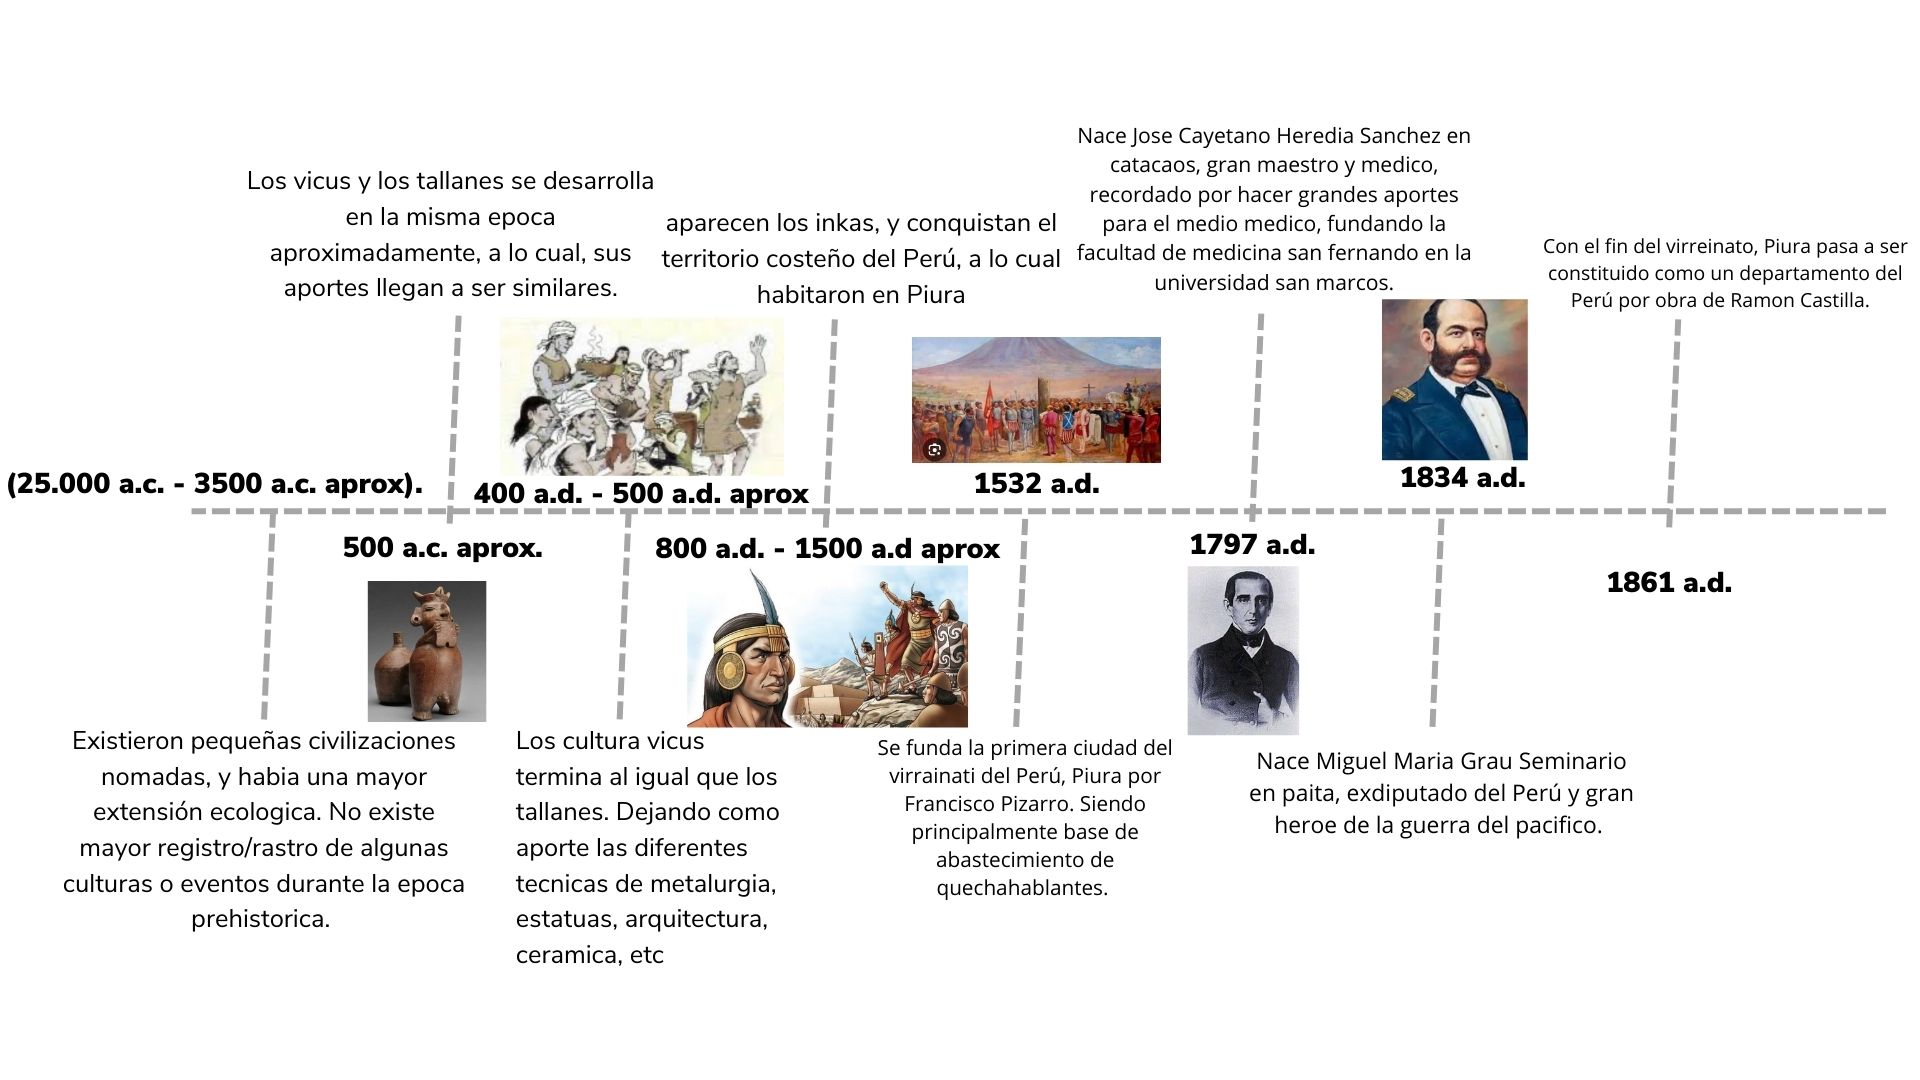 (25.000 a.c. - 3500 a.c. aprox).
Existieron pequeñas civilizaciones
nomadas, y habia una mayor
extensión ecologica. No existe
mayor registro/rastro de algunas
culturas o eventos durante la epoca
prehistorica.
Los vicus y los tallanes se desarrolla
en la misma epoca
aproximadamente, a lo cual, sus
aportes llegan a ser similares.
500 a.c. aprox.
400 a.d. - 500 a.d. aprox
Los cultura vicus
termina al igual que los
tallanes. Dejando como
aporte las diferentes
tecnicas de metalurgia,
estatuas, arquitectura,
ceramica, etc
aparecen los inkas, y conquistan el
territorio costeño del Perú, a lo cual
habitaron en Piura
800 a.d. - 1500 a.d aprox
1532 a.d.
Se funda la primera ciudad del
virrainati del Perú, Piura por
Francisco Pizarro. Siendo
principalmente base de
abastecimiento de
quechahablantes.
Nace Jose Cayetano Heredia Sanchez en
catacaos, gran maestro y medico,
recordado por hacer grandes aportes
para el medio medico, fundando la
facultad de medicina san fernando en la
universidad san marcos.
1797 a.d.
1834 a.d.
Nace Miguel Maria Grau Seminario
en paita, exdiputado del Perú y gran
heroe de la guerra del pacifico.
Con el fin del virreinato, Piura pasa a ser
constituido como un departamento del
Perú por obra de Ramon Castilla.
1861 a.d.